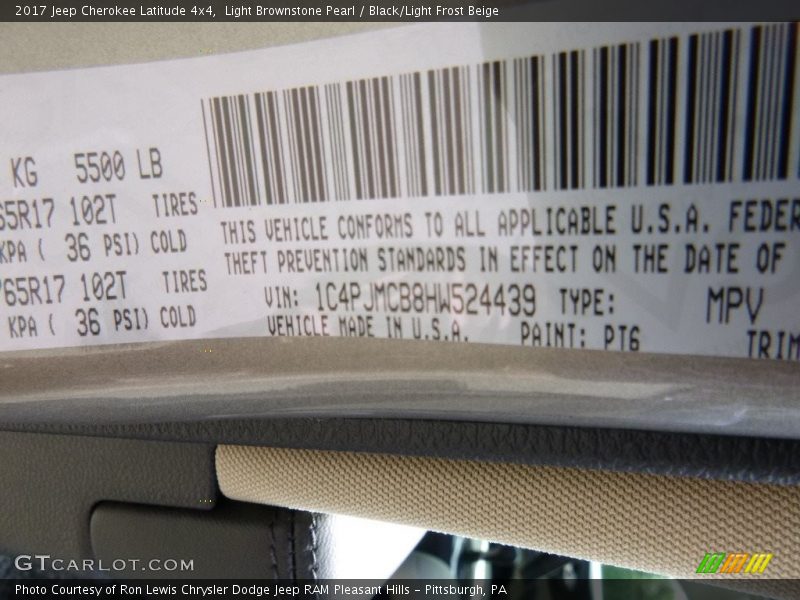 2017 Jeep Cherokee Latitude 4x4,  Light Brownstone Pearl / Black/Light Frost Beige
KG 5500 LB
65R17 102T TIRES
KPA ( 36 PSI) COLD
/65R17 102T TIRES
KPA ( 36 PSI) COLD
THIS VEHICLE CONFORMS TO ALL APPLICABLE U.S.A. FEDER
THEFT PREVENTION STANDARDS IN EFFECT ON THE DATE OF
VIN: 1C4PJMCB8HW524439 TYPE: MPV
VEHICLE MADE IN U.S.A. PAINT: PT6
TRIM
GTCARLOT.COM
Photo Courtesy of Ron Lewis Chrysler Dodge Jeep RAM Pleasant Hills - Pittsburgh, PA